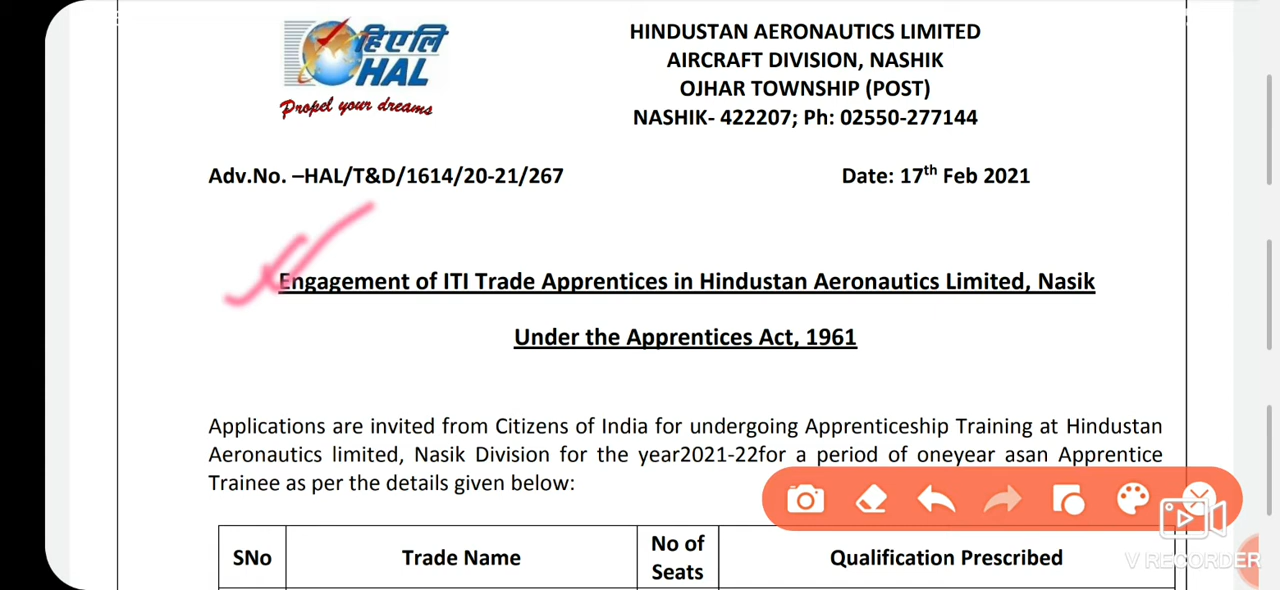 हिएलि
HAL
Propel your dreams
HINDUSTAN AERONAUTICS LIMITED
AIRCRAFT DIVISION, NASHIK
OJHAR TOWNSHIP (POST)
NASHIK- 422207; Ph: 02550-277144
Adv.No. –HAL/T&D/1614/20-21/267
Date: 17th Feb 2021
Engagement of ITI Trade Apprentices in Hindustan Aeronautics Limited, Nasik
Under the Apprentices Act, 1961
Applications are invited from Citizens of India for undergoing Apprenticeship Training at Hindustan
Aeronautics limited, Nasik Division for the year2021-22for a period of oneyear asan Apprentice
Trainee as per the details given below:
SNo
Trade Name
No of
Seats
Qualification Prescribed
V RECORDER